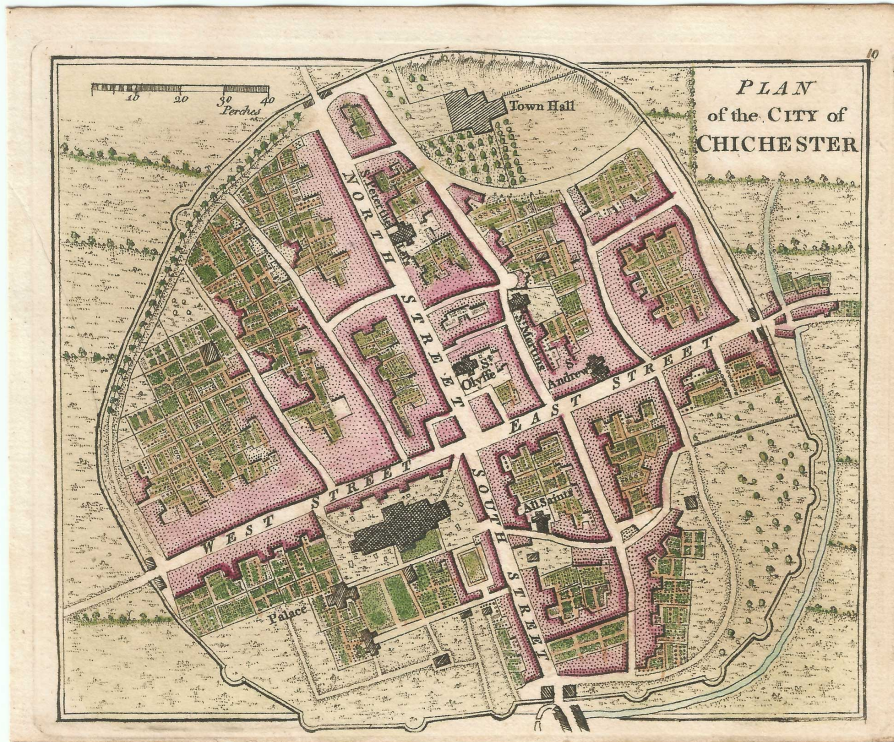 10
PLAN
of the CITY of
CHICHESTER
10 20 30 40
Perches
Town Hall
NORTH STREET
St Martins
St
Olyffe
St
Andrew
EAST STREET
WEST STREET
SOUTH STREET
All Saints
Palace